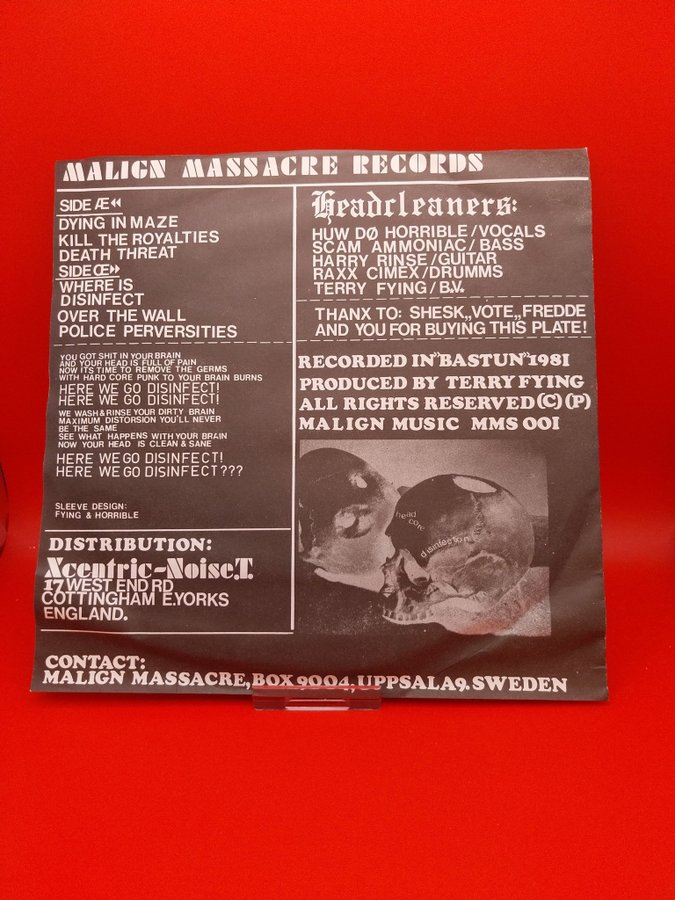 MALIGN MASSACRE RECORDS
SIDE Æ◀◀
DYING IN MAZE
KILL THE ROYALTIES
DEATH THREAT
SIDE Œ▶▶
WHERE IS
DISINFECT
OVER THE WALL
POLICE PERVERSITIES
YOU GOT SHIT IN YOUR BRAIN
AND YOUR HEAD IS FULL OF PAIN
NOW ITS TIME TO REMOVE THE GERMS
WITH HARD CORE PUNK TO YOUR BRAIN BURNS
HERE WE GO DISINFECT!
HERE WE GO DISINFECT!
WE WASH & RINSE YOUR DIRTY BRAIN
MAXIMUM DISTORSION YOU'LL NEVER
BE THE SAME
SEE WHAT HAPPENS WITH YOUR BRAIN
NOW YOUR HEAD IS CLEAN & SANE
HERE WE GO DISINFECT!
HERE WE GO DISINFECT???
SLEEVE DESIGN:
FYING & HORRIBLE
DISTRIBUTION:
Xcentric-Noise.T.
17 WEST END RD
COTTINGHAM E.YORKS
ENGLAND.
Headcleaners:
HUW DØ HORRIBLE/VOCALS
SCAM AMMONIAC/BASS
HARRY RINSE/GUITAR
RAXX CIMEX/DRUMMS
TERRY FYING/B.V.
THANX TO: SHESK,,VOTE,,FREDDE
AND YOU FOR BUYING THIS PLATE!
RECORDED IN"BASTUN"1981
PRODUCED BY TERRY FYING
ALL RIGHTS RESERVED (C) (P)
MALIGN MUSIC MMS 001
head
core
disinfection
CONTACT:
MALIGN MASSACRE, BOX 9004, UPPSALA 9. SWEDEN